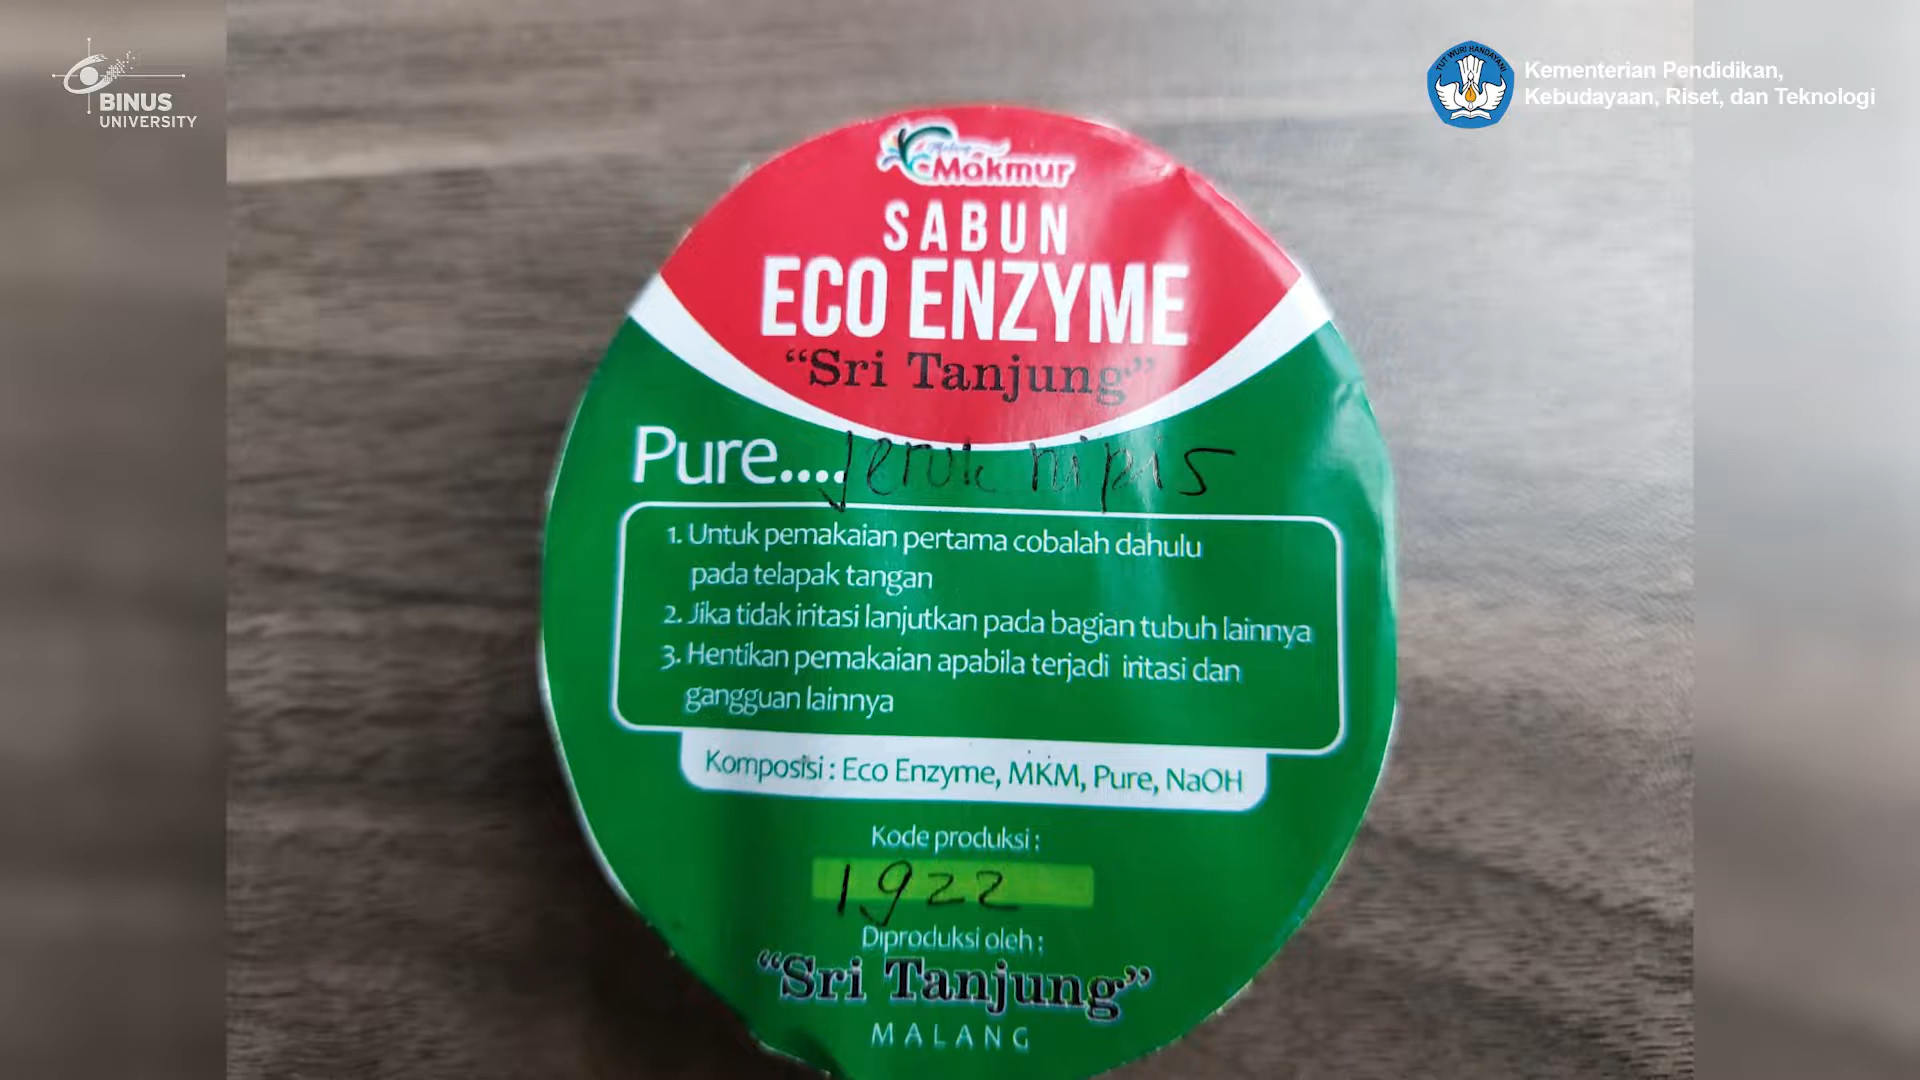 BINUS
UNIVERSITY
TUT WURI HANDAYANI
Kementerian Pendidikan,
Kebudayaan, Riset, dan Teknologi
Makmur
SABUN
ECO ENZYME
“Sri Tanjung”
Pure.... Jeruk nipis
1. Untuk pemakaian pertama cobalah dahulu
pada telapak tangan
2. Jika tidak iritasi lanjutkan pada bagian tubuh lainnya
3. Hentikan pemakaian apabila terjadi iritasi dan
gangguan lainnya
Komposisi : Eco Enzyme, MKM, Pure, NaOH
Kode produksi :
1922
Diproduksi oleh :
“Sri Tanjung”
MALANG